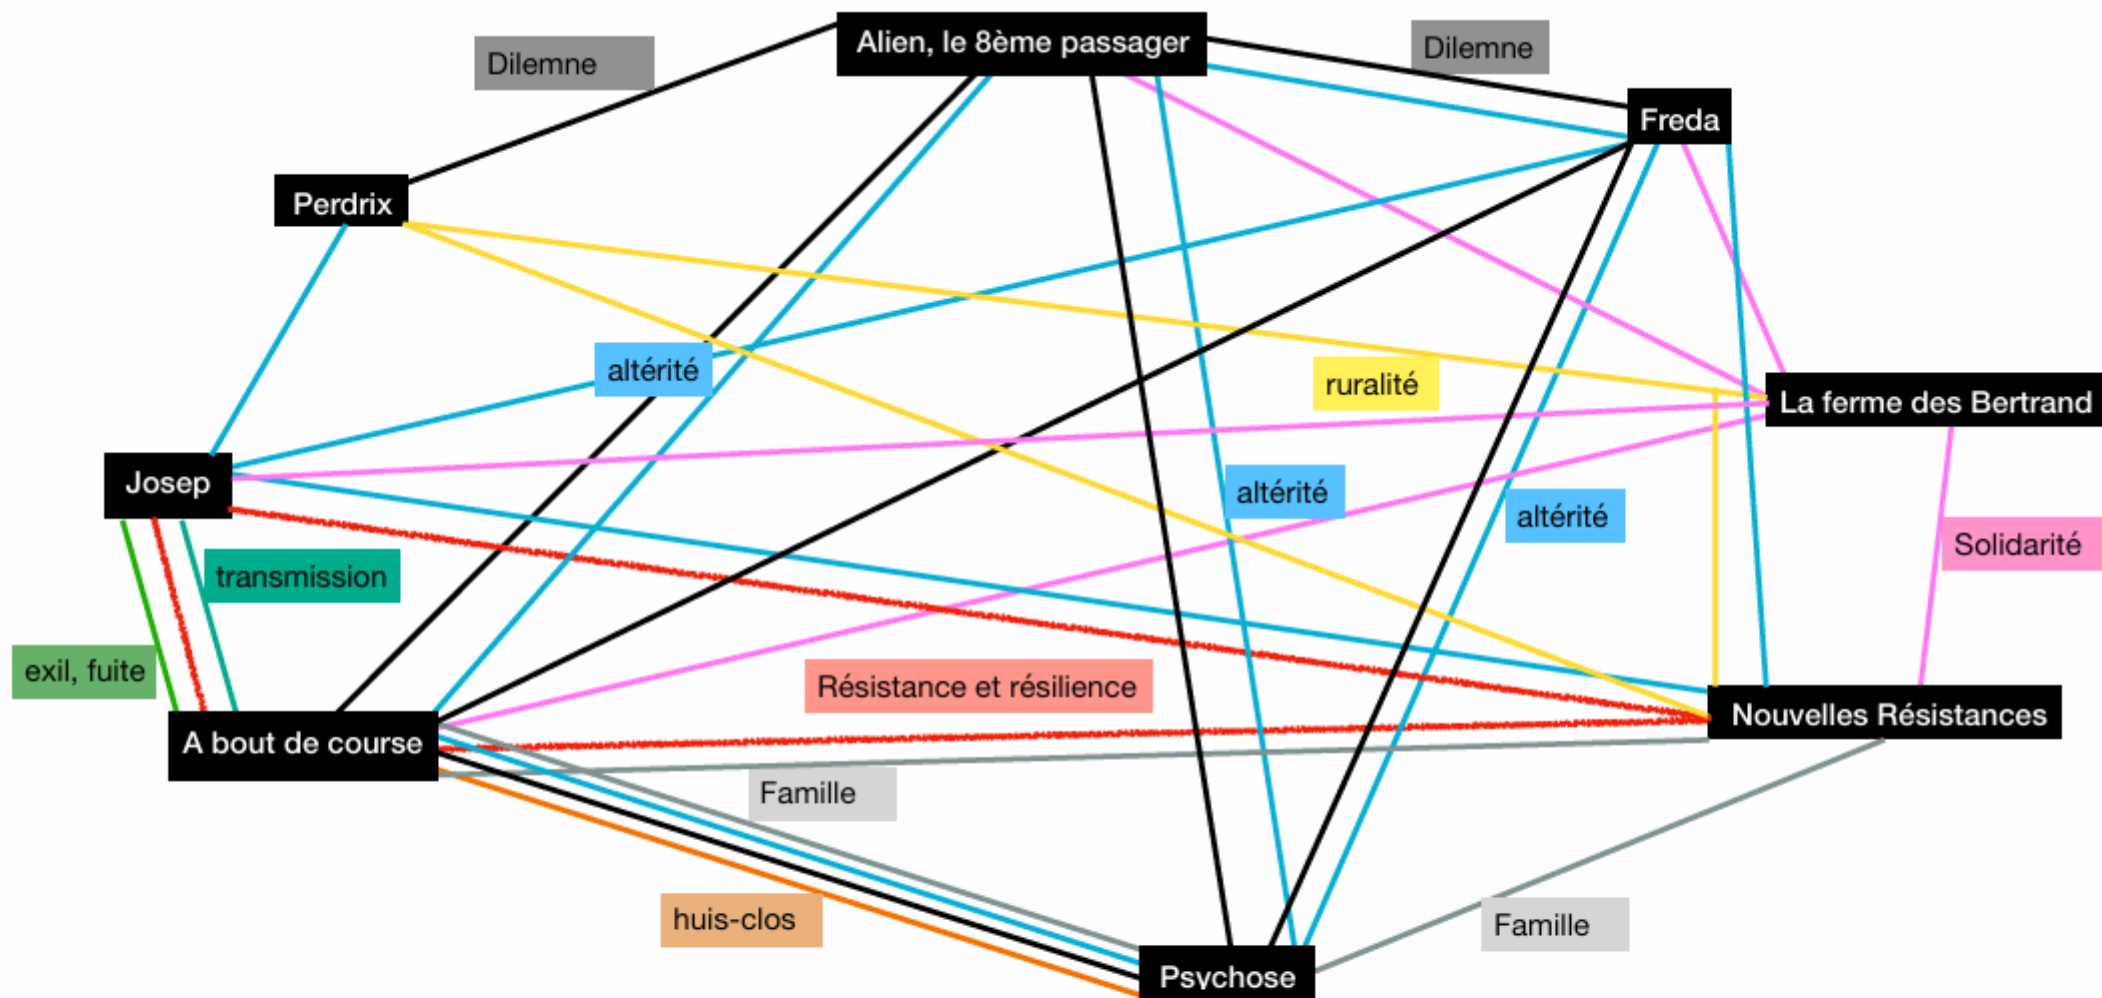 Alien, le 8ème passager
Dilemne
Dilemne
Freda
Perdrix
altérité
ruralité
La ferme des Bertrand
Josep
altérité
altérité
Solidarité
transmission
exil, fuite
Résistance et résilience
Nouvelles Résistances
A bout de course
Famille
huis-clos
Famille
Psychose